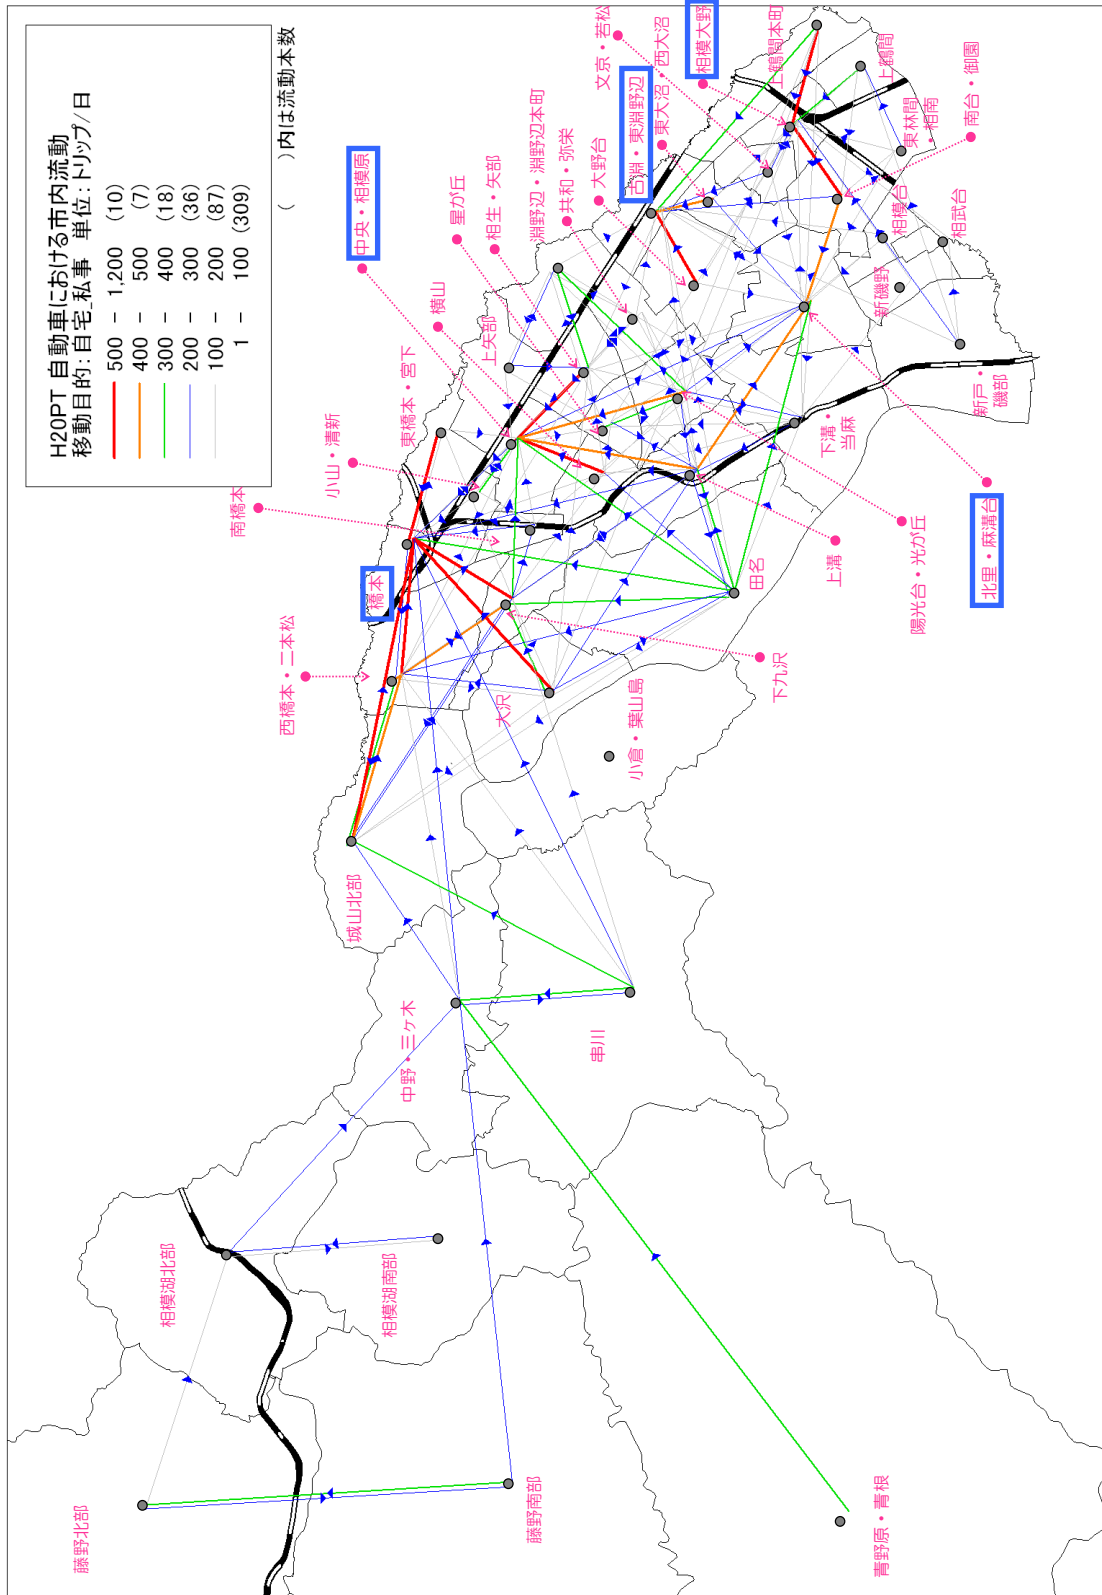 H20PT 自動車における市内流動
移動目的：自宅_私事 単位：トリップ/日
500 － 1,200 (10)
400 － 500 (7)
300 － 400 (18)
200 － 300 (36)
100 － 200 (87)
1 － 100 (309)
( )内は流動本数
藤野北部
藤野南部
相模湖北部
相模湖南部
青野原・青根
中野・三ヶ木
串川
城山北部
小倉・葉山島
西橋本・二本松
橋本
大沢
下九沢
南橋本
小山・清新
東橋本・宮下
田名
上溝
横山
中央・相模原
上矢部
星が丘
相生・矢部
陽光台・光が丘
下溝・
当麻
淵野辺・淵野辺本町
共和・弥栄
大野台
古淵・東淵野辺
東大沼・西大沼
文京・若松
相模大野
上鶴間本町
上鶴間
東林間
・相南
南台・御園
相模台
相武台
新磯野
北里・麻溝台
新戸・
磯部